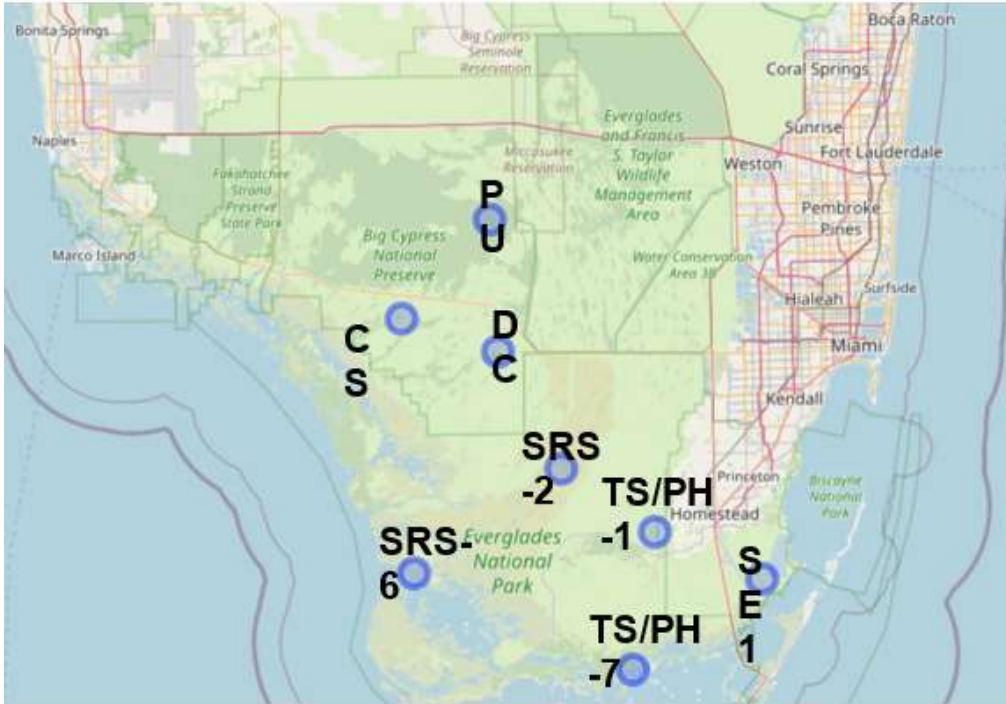 Bonita Springs
Big Cypress
Seminole
Reservation
Boca Raton
Coral Springs
Naples
Everglades
and Francis
S. Taylor
Wildlife
Management
Area
Sunrise
Fort Lauderdale
Weston
Miccosukee
Reservation
Fakahatchee
Strand
Preserve
State Park
P
U
Pembroke
Pines
Big Cypress
National
Preserve
Marco Island
Water Conservation
Area 3B
Surfside
Hialeah
C
S
D
C
Miami
Kendall
SRS
-2
Princeton
Biscayne
National
Park
TS/PH
-1
Homestead
SRS-
6
Everglades
National
Park
S
E
1
TS/PH
-7